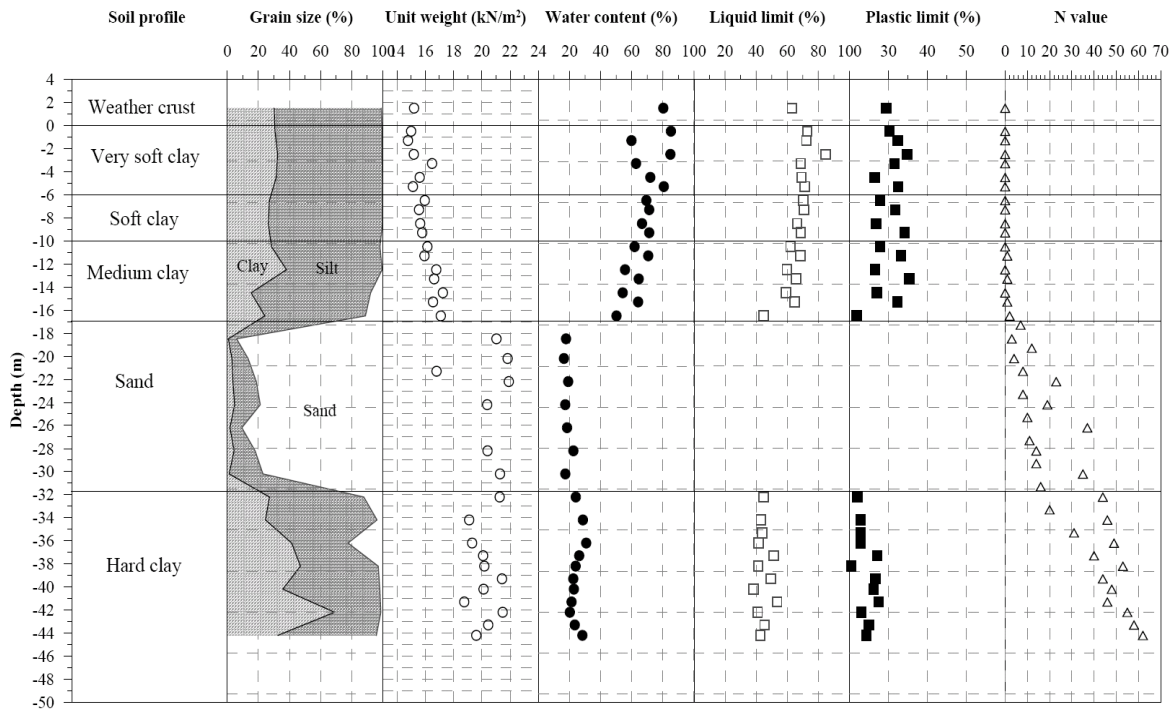 Soil profile Grain size (%) Unit weight (kN/m²) Water content (%) Liquid limit (%) Plastic limit (%) N value
0 20 40 60 80 100 14 16 18 20 22 24 20 40 60 80 100 20 40 60 80 100 30 50 0 10 20 30 40 50 60 70
4
2
Weather crust
0
-2
Very soft clay
-4
-6
-8
Soft clay
-10
-12
Clay Silt
Medium clay
-14
-16
-18
-20
Sand
-22
-24
Sand
-26
-28
-30
-32
-34
-36
-38
Hard clay
-40
-42
-44
-46
-48
-50
Depth (m)